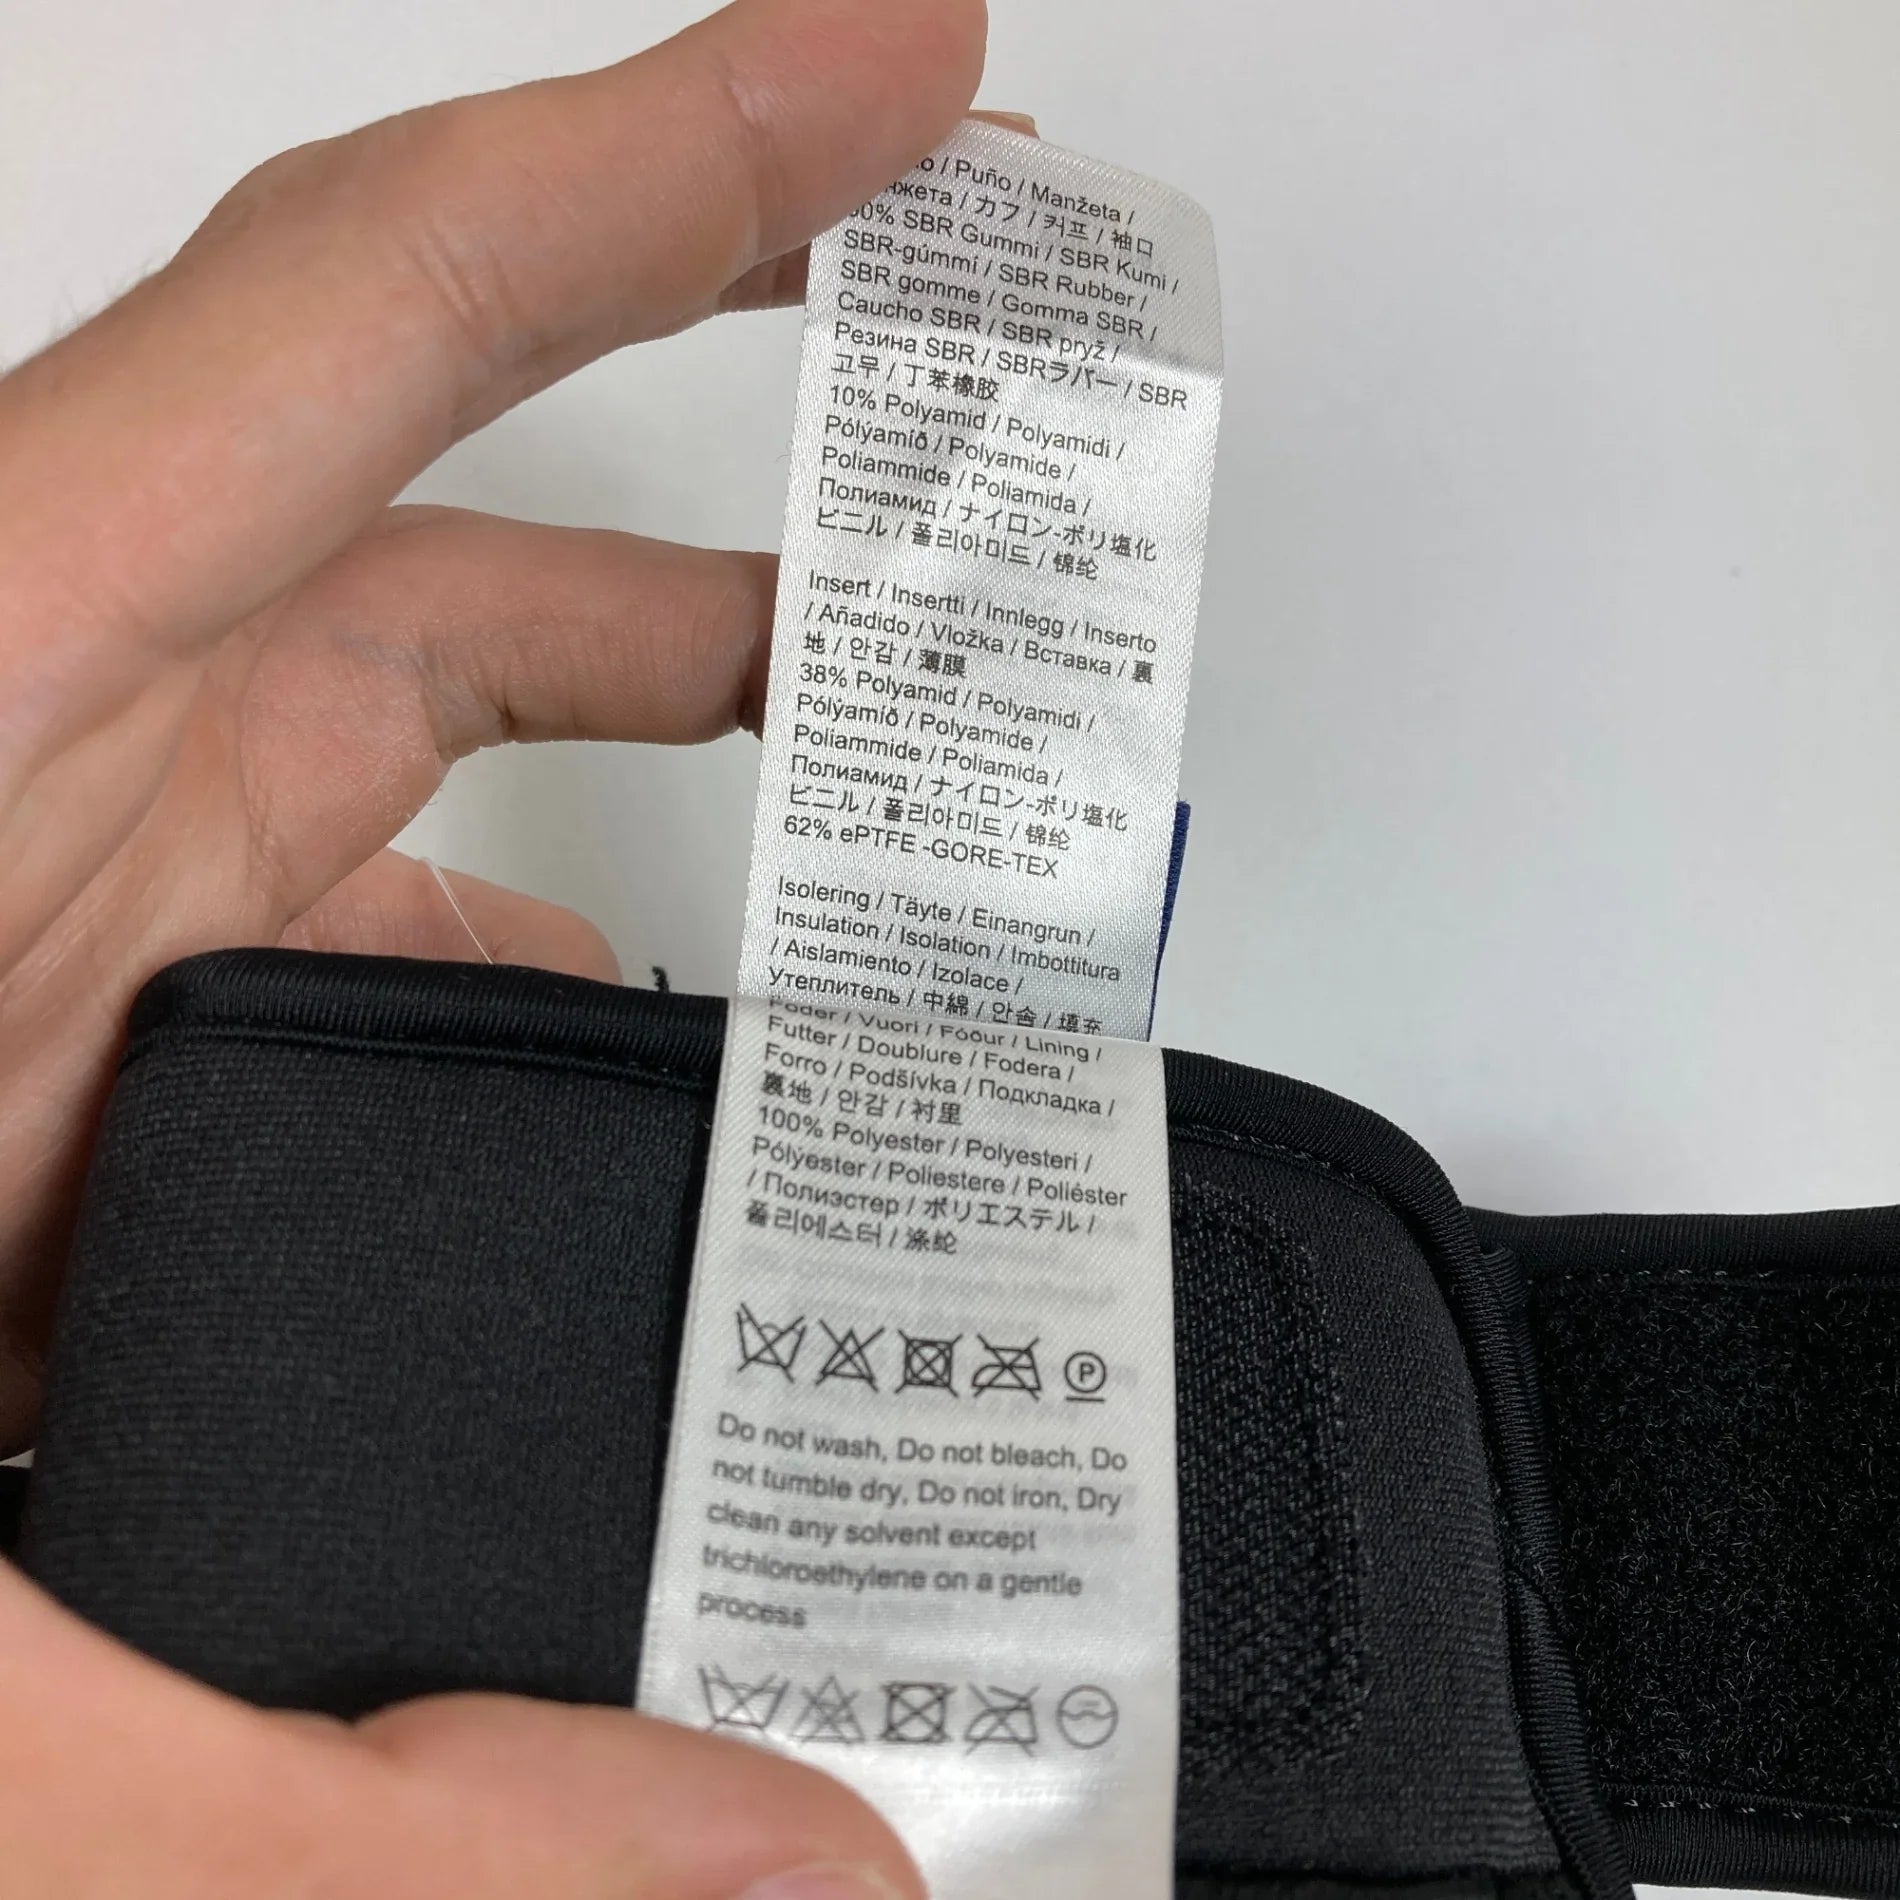 / Puño / Manžeta /
/ カフ / 커프 / 袖口
SBR Gummi / SBR Kumi /
SBR-gúmmí / SBR Rubber /
SBR gomme / Gomma SBR /
Caucho SBR / SBR pryž /
Резина SBR / SBRラバー / SBR
고무 / 丁苯橡胶
10% Polyamid / Polyamidi /
Pólýamíð / Polyamide /
Poliammide / Poliamida /
Полиамид / ナイロン-ポリ塩化
ビニル / 폴리아미드 / 锦纶
Insert / Insertti / Innlegg / Inserto
/ Añadido / Vložka / Вставка / 裏
地 / 안감 / 薄膜
38% Polyamid / Polyamidi /
Pólýamíð / Polyamide /
Poliammide / Poliamida /
Полиамид / ナイロン-ポリ塩化
ビニル / 폴리아미드 / 锦纶
62% ePTFE -GORE-TEX
Isolering / Täyte / Einangrun /
Insulation / Isolation / Imbottitura
/ Aislamiento / Izolace /
Утеплитель / 中綿 / 안솜 / 填充
Foder / Vuori / Fóður / Lining /
Futter / Doublure / Fodera /
Forro / Podšívka / Подкладка /
裏地 / 안감 / 衬里
100% Polyester / Polyesteri /
Pólýester / Poliestere / Poliéster
/ Полиэстер / ポリエステル /
폴리에스터 / 涤纶
P
Do not wash, Do not bleach, Do
not tumble dry, Do not iron, Dry
clean any solvent except
trichloroethylene on a gentle
process